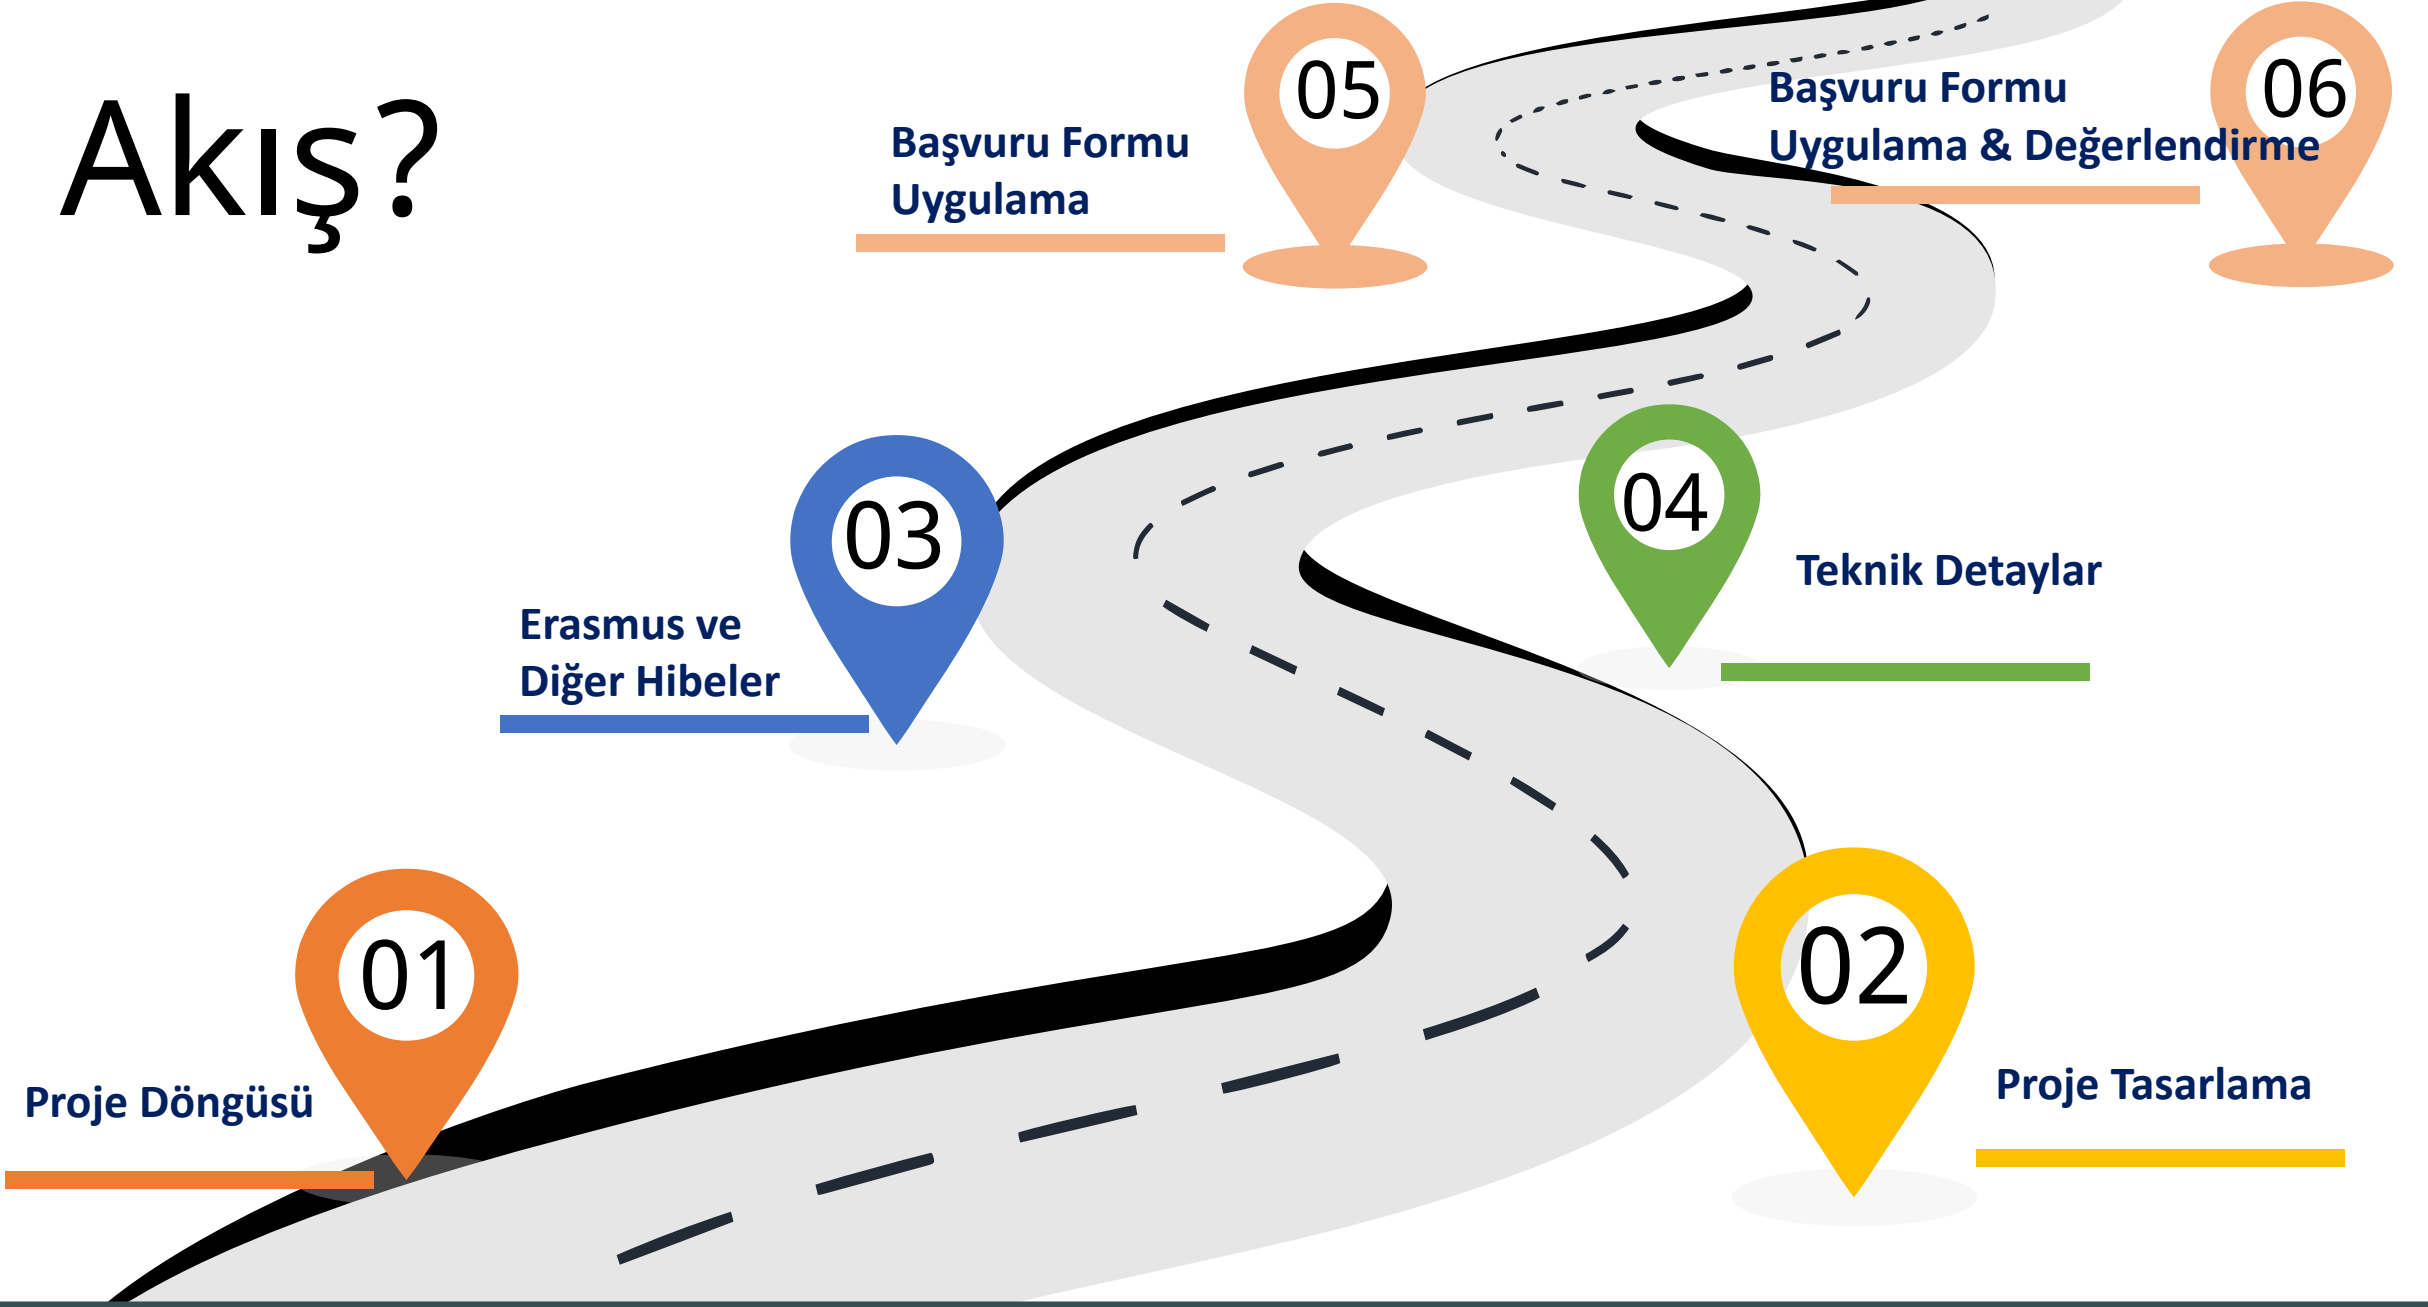 Akış?
05
Başvuru Formu
Uygulama
06
Başvuru Formu
Uygulama & Değerlendirme
03
Erasmus ve
Diğer Hibeler
04
Teknik Detaylar
01
Proje Döngüsü
02
Proje Tasarlama